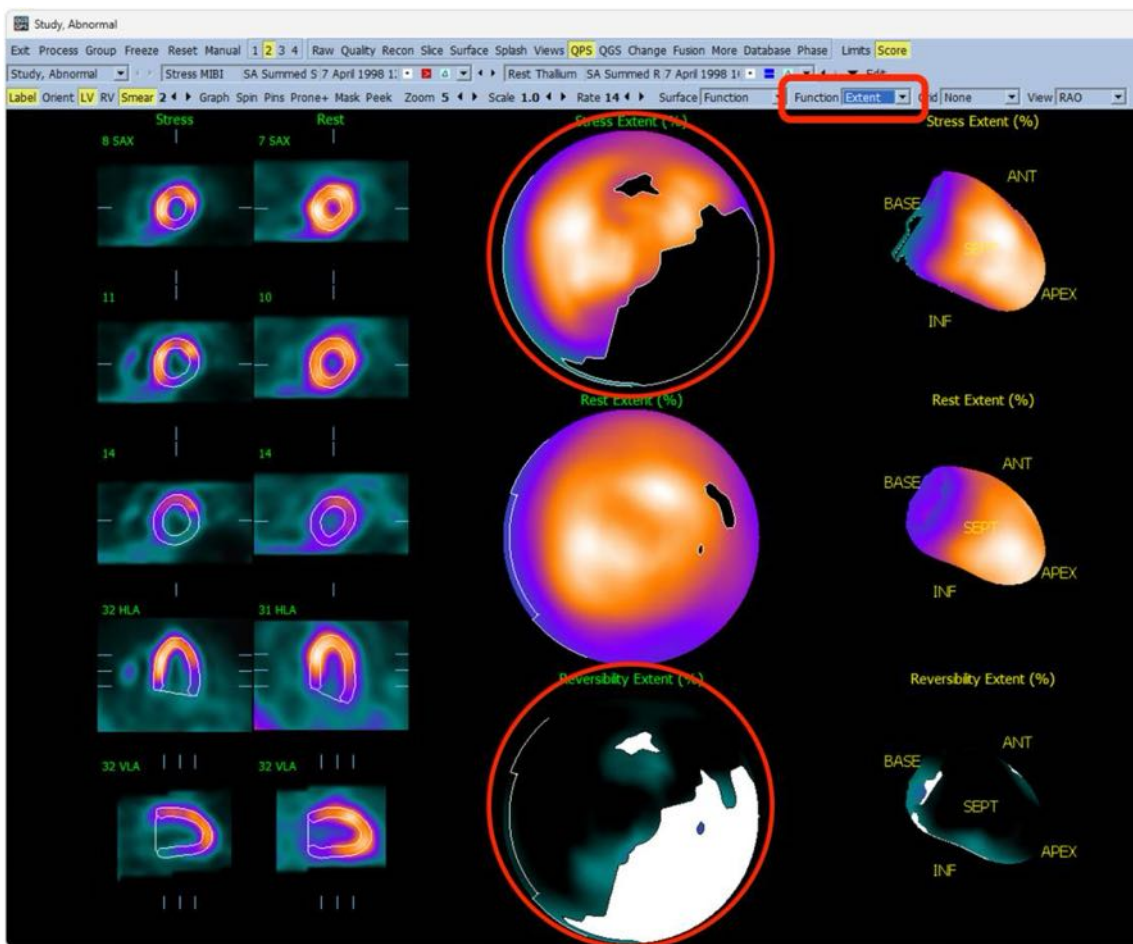 Study, Abnormal
Exit Process Group Freeze Reset Manual 1 2 3 4 Raw Quality Recon Slice Surface Splash Views QPS QGS Change Fusion More Database Phase Limits Score
Study, Abnormal Stress MIBI SA Summed S 7 April 1998 1 Rest Thallium SA Summed R 7 April 1998 1 Edit
Label Orient LV RV Smear 2 Graph Spin Pins Prone+ Mask Peek Zoom 5 Scale 1.0 Rate 14 Surface Function Function Extent None View RAO
Stress Rest Stress Extent (%) Stress Extent (%)
8 SAX 7 SAX
ANT
BASE
SEPT
APEX
INF
11 10
Rest Extent (%) Rest Extent (%)
14 14
ANT
BASE
SEPT
APEX
INF
32 HLA 31 HLA
Reversibility Extent (%) Reversibility Extent (%)
ANT
BASE
32 VLA 32 VLA
SEPT
APEX
INF